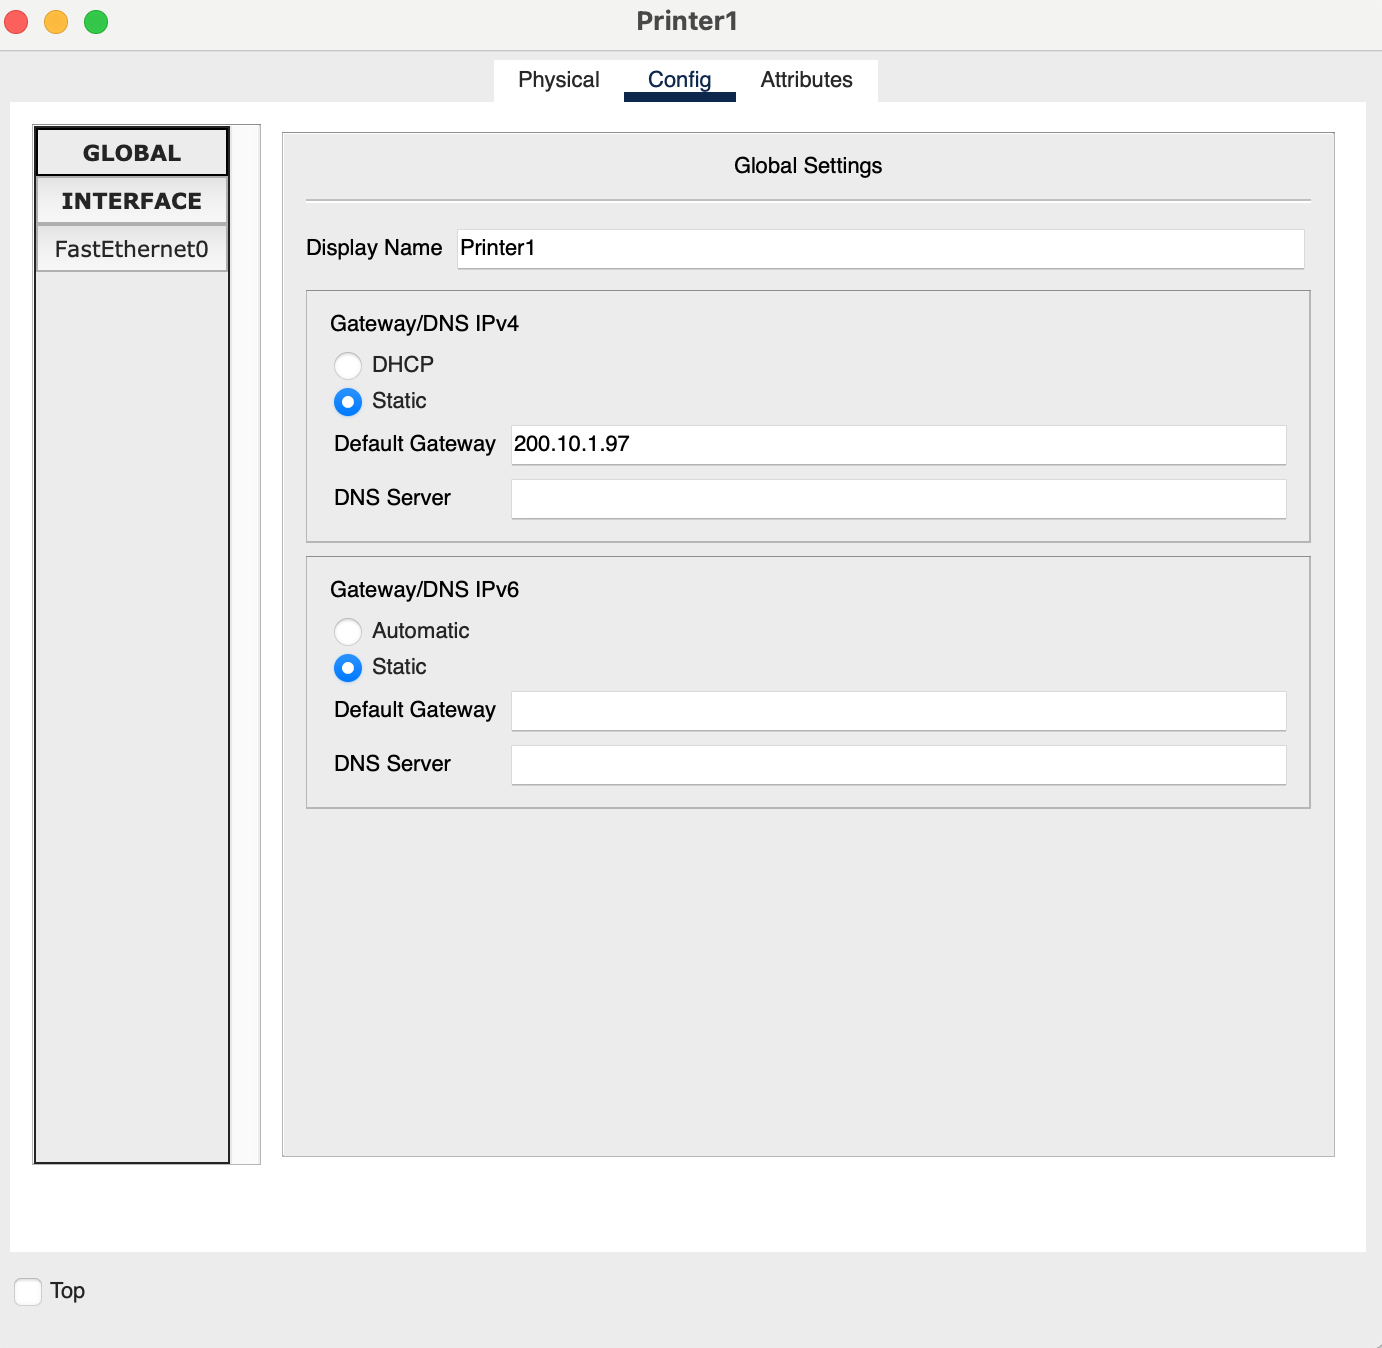 Printer1
Physical Config Attributes
GLOBAL
INTERFACE
FastEthernet0
Global Settings
Display Name Printer1
Gateway/DNS IPv4
DHCP
Static
Default Gateway 200.10.1.97
DNS Server
Gateway/DNS IPv6
Automatic
Static
Default Gateway
DNS Server
Top